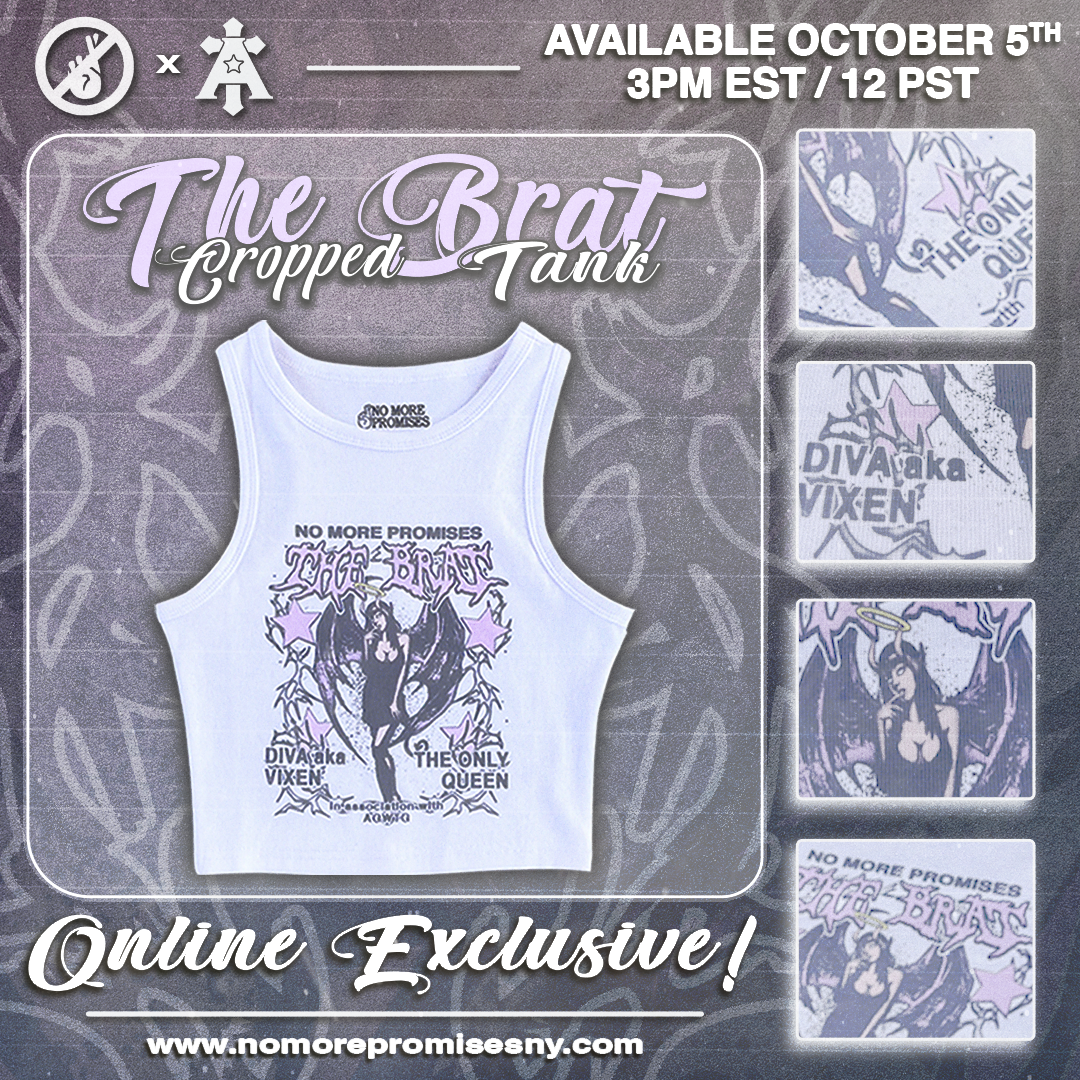 x
AVAILABLE OCTOBER 5TH
3PM EST / 12 PST
The Brat
Cropped Tank
NO MORE
PROMISES
NO MORE PROMISES
THE BRAT
DIVA aka
VIXEN
THE ONLY
QUEEN
In association with
THE ONLY
QUE
with
DIVA aka
VIXEN
NO MORE PROMISES
THE BRAT
Online Exclusive!
www.nomorepromisesny.com